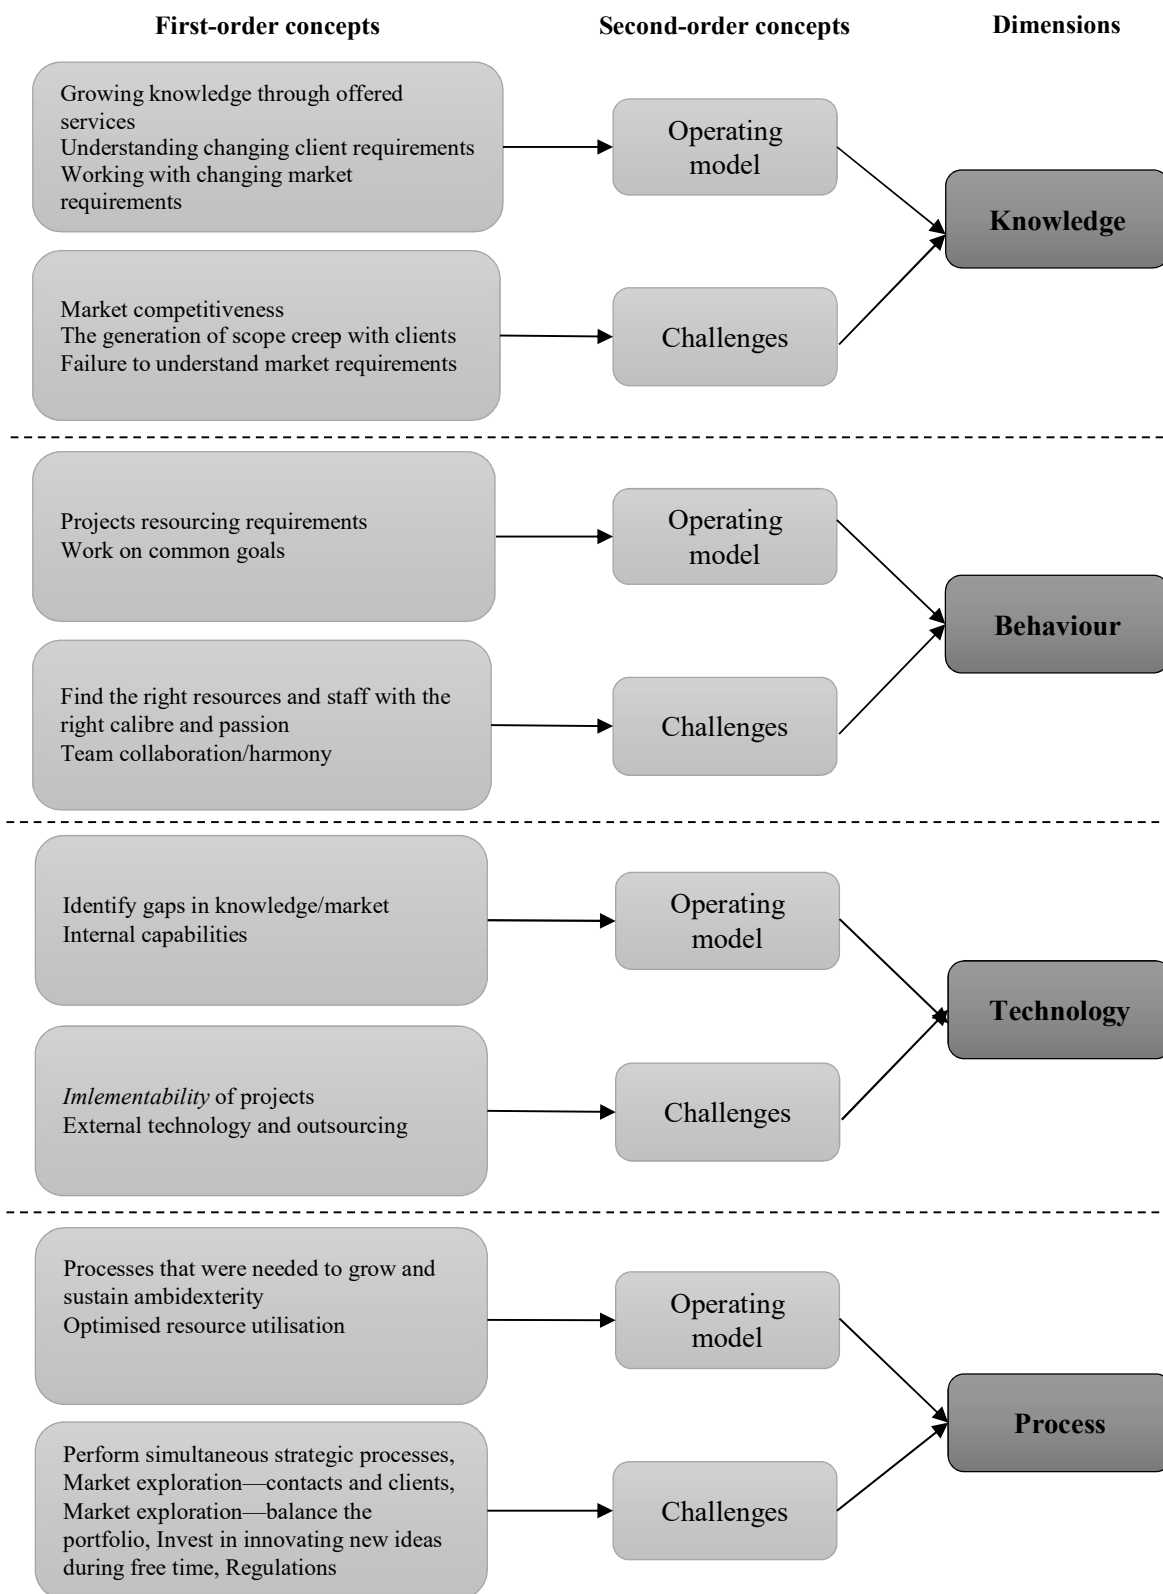 First-order concepts
Second-order concepts
Dimensions
Growing knowledge through offered
services
Understanding changing client requirements
Working with changing market
requirements
Operating
model
Knowledge
Market competitiveness
The generation of scope creep with clients
Failure to understand market requirements
Challenges
Projects resourcing requirements
Work on common goals
Operating
model
Behaviour
Find the right resources and staff with the
right calibre and passion
Team collaboration/harmony
Challenges
Identify gaps in knowledge/market
Internal capabilities
Operating
model
Technology
Imlementability of projects
External technology and outsourcing
Challenges
Processes that were needed to grow and
sustain ambidexterity
Optimised resource utilisation
Operating
model
Process
Perform simultaneous strategic processes,
Market exploration—contacts and clients,
Market exploration—balance the
portfolio, Invest in innovating new ideas
during free time, Regulations
Challenges